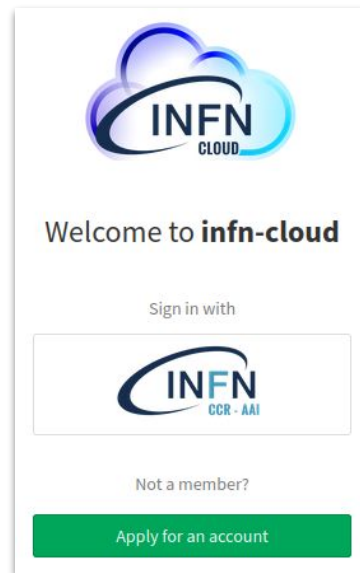 INFN
CLOUD
Welcome to infn-cloud
Sign in with
INFN
CCR - AAI
Not a member?
Apply for an account